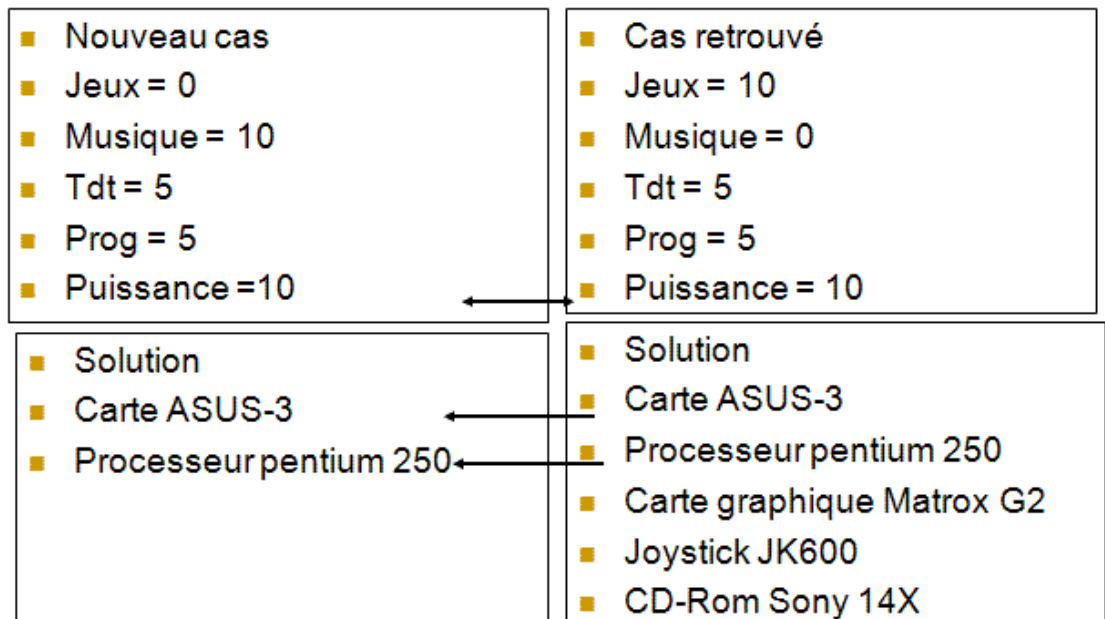 Nouveau cas
Jeux = 0
Musique = 10
Tdt = 5
Prog = 5
Puissance =10
Cas retrouvé
Jeux = 10
Musique = 0
Tdt = 5
Prog = 5
Puissance = 10
Solution
Carte ASUS-3
Processeur pentium 250
Solution
Carte ASUS-3
Processeur pentium 250
Carte graphique Matrox G2
Joystick JK600
CD-Rom Sony 14X